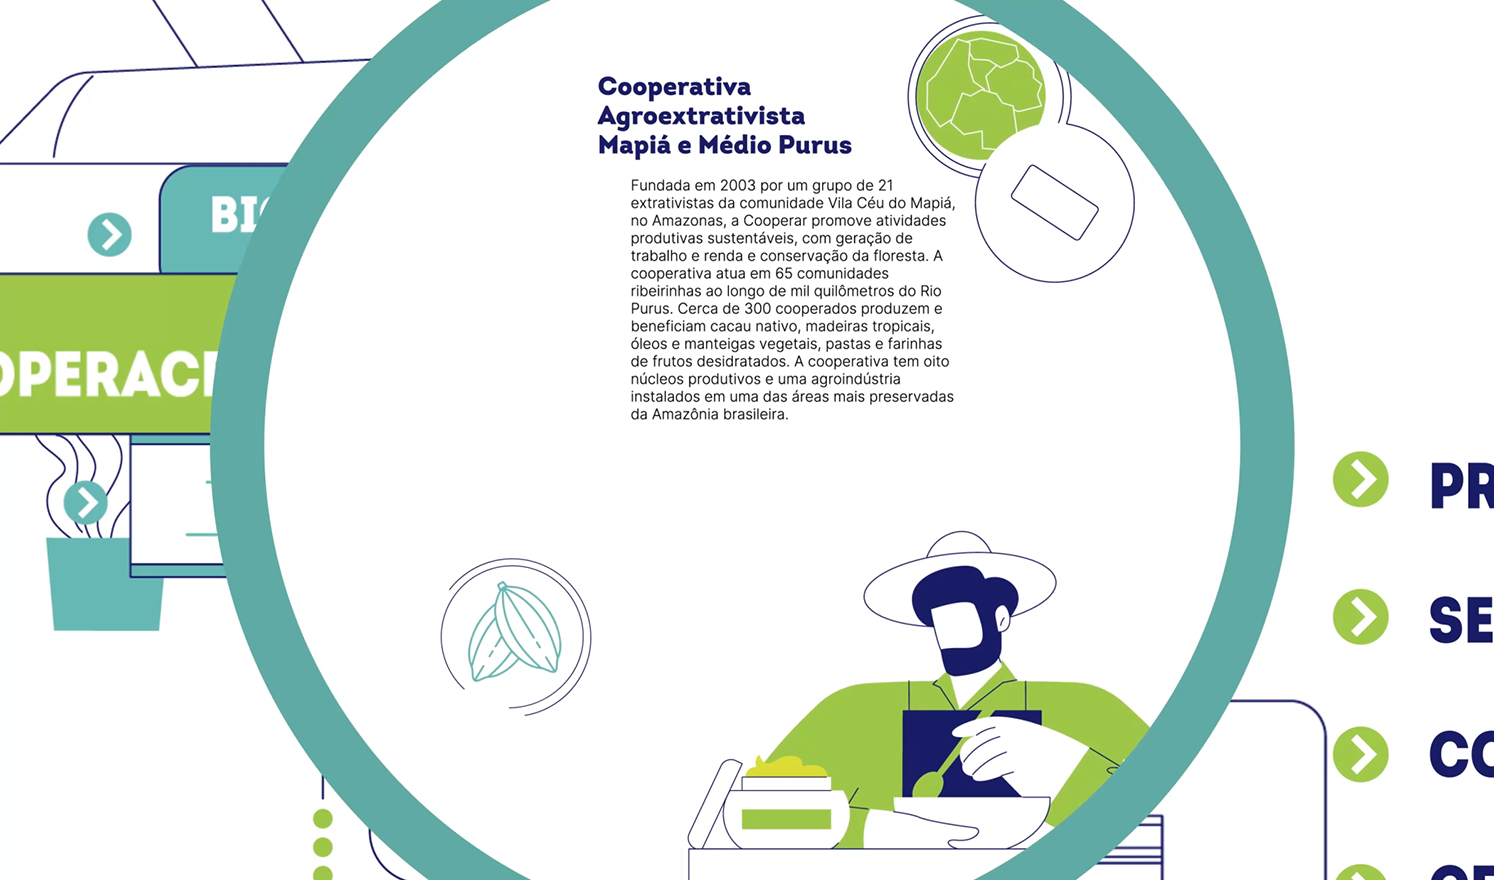 Cooperativa
Agroextrativista
Mapiá e Médio Purus
Fundada em 2003 por um grupo de 21
extrativistas da comunidade Vila Céu do Mapiá,
no Amazonas, a Cooperar promove atividades
produtivas sustentáveis, com geração de
trabalho e renda e conservação da floresta. A
cooperativa atua em 65 comunidades
ribeirinhas ao longo de mil quilômetros do Rio
Purus. Cerca de 300 cooperados produzem e
beneficiam cacau nativo, madeiras tropicais,
óleos e manteigas vegetais, pastas e farinhas
de frutos desidratados. A cooperativa tem oito
núcleos produtivos e uma agroindústria
instalados em uma das áreas mais preservadas
da Amazônia brasileira.